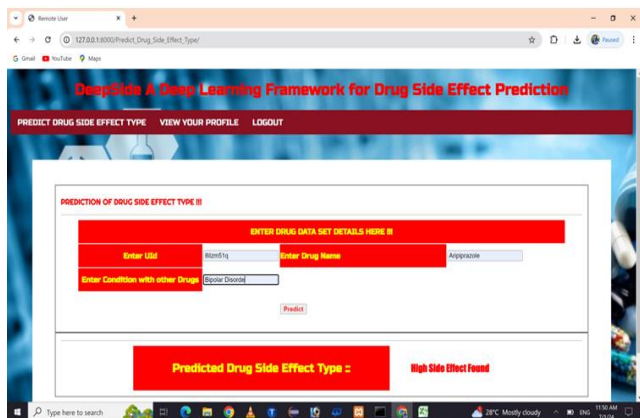 Remote User
127.0.0.1:8000/Predict_Drug_Side_Effect_Type/
Paused
Gmail YouTube Maps
DeepSide A Deep Learning Framework for Drug Side Effect Prediction
PREDICT DRUG SIDE EFFECT TYPE VIEW YOUR PROFILE LOGOUT
PREDICTION OF DRUG SIDE EFFECT TYPE !!!
ENTER DRUG DATA SET DETAILS HERE !!!
Enter UId Enter Drug Name Aripiprazole
Enter Condition with other Drugs Bipolar Disorde
Predict
Predicted Drug Side Effect Type :: High Side Effect Found
Type here to search 28°C Mostly cloudy ENG 11:50 AM